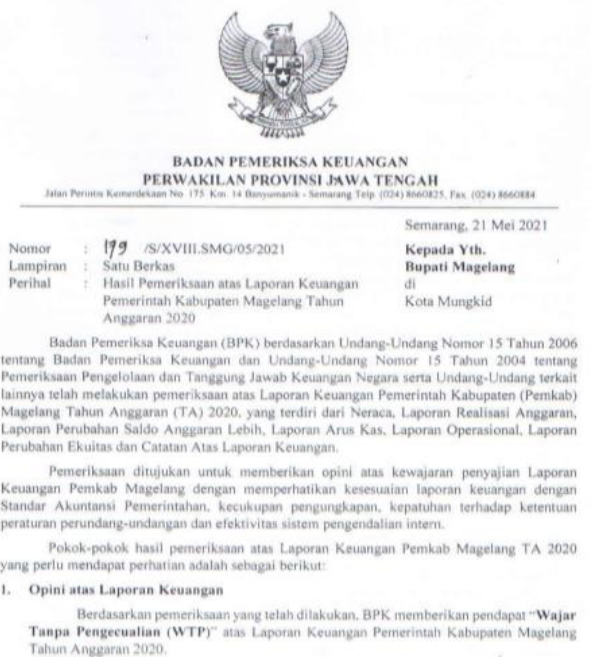 BADAN PEMERIKSA KEUANGAN
PERWAKILAN PROVINSI JAWA TENGAH
Jalan Perintis Kemerdekaan No. 175 Km. 14 Banyumanik - Semarang Telp. (024) 8660825, Fax. (024) 8660884
Semarang, 21 Mei 2021
Nomor : 179 /S/XVIII.SMG/05/2021
Kepada Yth.
Lampiran : Satu Berkas
Bupati Magelang
Perihal : Hasil Pemeriksaan atas Laporan Keuangan
di
Pemerintah Kabupaten Magelang Tahun
Kota Mungkid
Anggaran 2020
Badan Pemeriksa Keuangan (BPK) berdasarkan Undang-Undang Nomor 15 Tahun 2006
tentang Badan Pemeriksa Keuangan dan Undang-Undang Nomor 15 Tahun 2004 tentang
Pemeriksaan Pengelolaan dan Tanggung Jawab Keuangan Negara serta Undang-Undang terkait
lainnya telah melakukan pemeriksaan atas Laporan Keuangan Pemerintah Kabupaten (Pemkab)
Magelang Tahun Anggaran (TA) 2020, yang terdiri dari Neraca, Laporan Realisasi Anggaran,
Laporan Perubahan Saldo Anggaran Lebih, Laporan Arus Kas, Laporan Operasional, Laporan
Perubahan Ekuitas dan Catatan Atas Laporan Keuangan.
Pemeriksaan ditujukan untuk memberikan opini atas kewajaran penyajian Laporan
Keuangan Pemkab Magelang dengan memperhatikan kesesuaian laporan keuangan dengan
Standar Akuntansi Pemerintahan, kecukupan pengungkapan, kepatuhan terhadap ketentuan
peraturan perundang-undangan dan efektivitas sistem pengendalian intern.
Pokok-pokok hasil pemeriksaan atas Laporan Keuangan Pemkab Magelang TA 2020
yang perlu mendapat perhatian adalah sebagai berikut:
1. Opini atas Laporan Keuangan
Berdasarkan pemeriksaan yang telah dilakukan, BPK memberikan pendapat “Wajar
Tanpa Pengecualian (WTP)” atas Laporan Keuangan Pemerintah Kabupaten Magelang
Tahun Anggaran 2020.